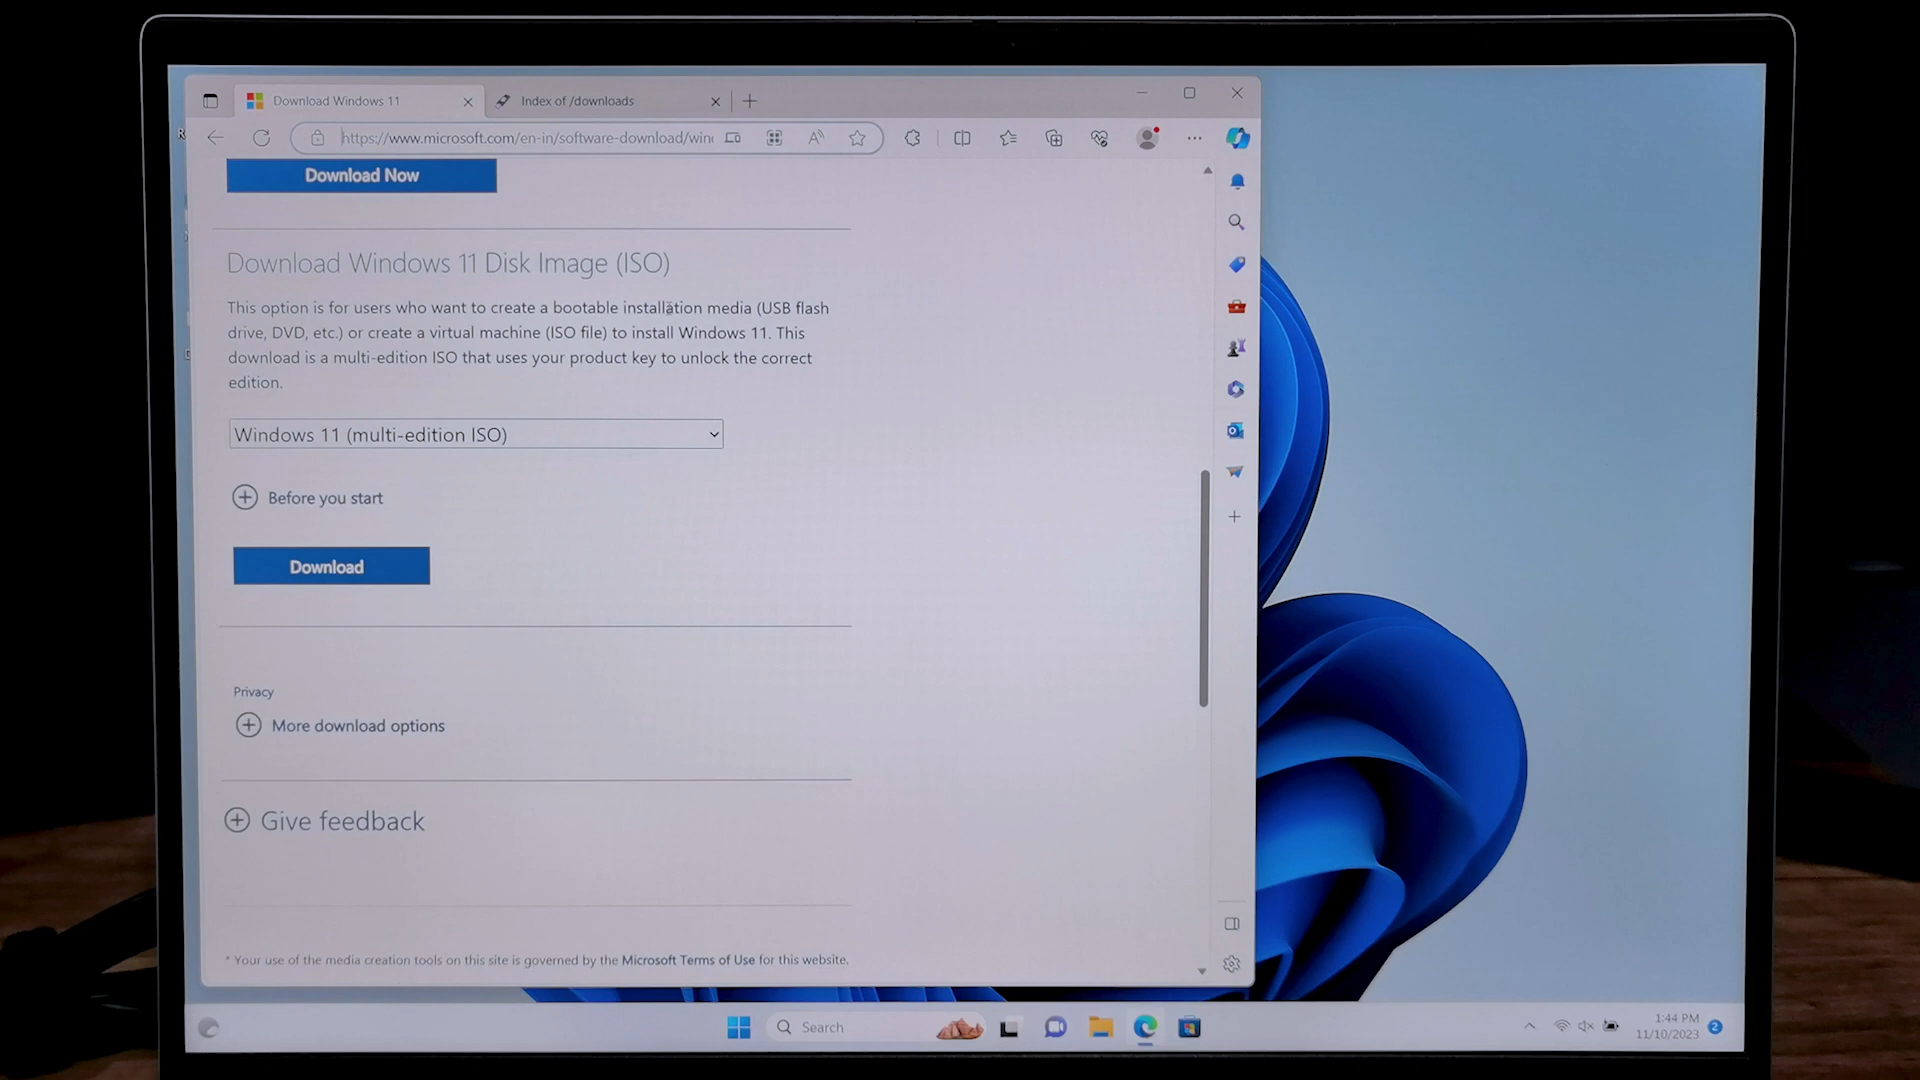 Download Windows 11
Index of /downloads
https://www.microsoft.com/en-in/software-download/win
Download Now
Download Windows 11 Disk Image (ISO)
This option is for users who want to create a bootable installation media (USB flash
drive, DVD, etc.) or create a virtual machine (ISO file) to install Windows 11. This
download is a multi-edition ISO that uses your product key to unlock the correct
edition.
Windows 11 (multi-edition ISO)
Before you start
Download
Privacy
More download options
Give feedback
* Your use of the media creation tools on this site is governed by the Microsoft Terms of Use for this website.
Search
1:44 PM
11/10/2023
2